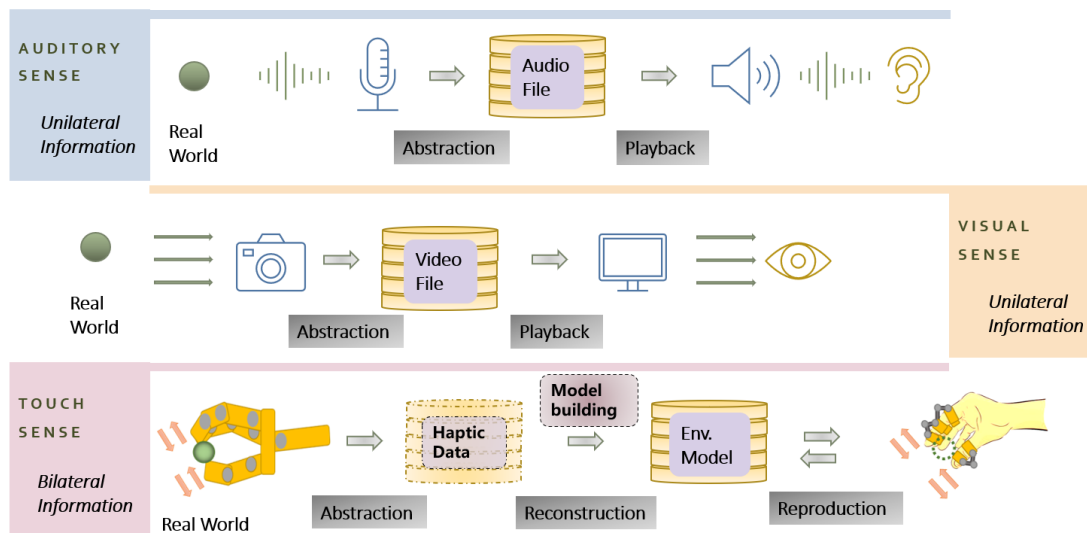 AUDITORY
SENSE
Unilateral
Information
Real
World
Audio
File
Abstraction
Playback
Real
World
Video
File
Abstraction
Playback
VISUAL
SENSE
Unilateral
Information
TOUCH
SENSE
Bilateral
Information
Real World
Haptic
Data
Abstraction
Model
building
Reconstruction
Env.
Model
Reproduction